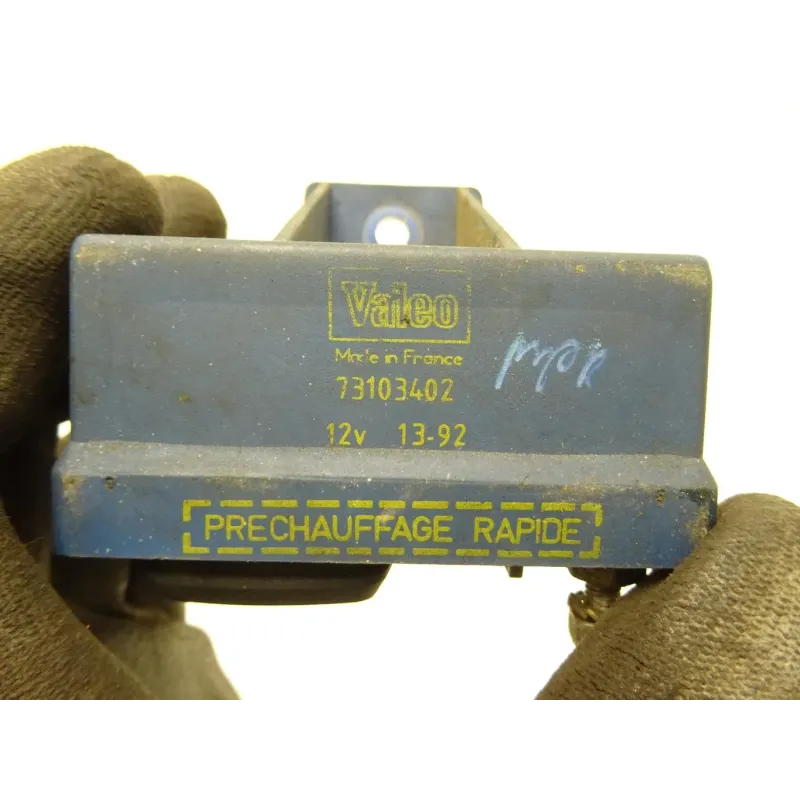 Valeo
Made in France
73103402
12v 13-92
PRECHAUFFAGE RAPIDE